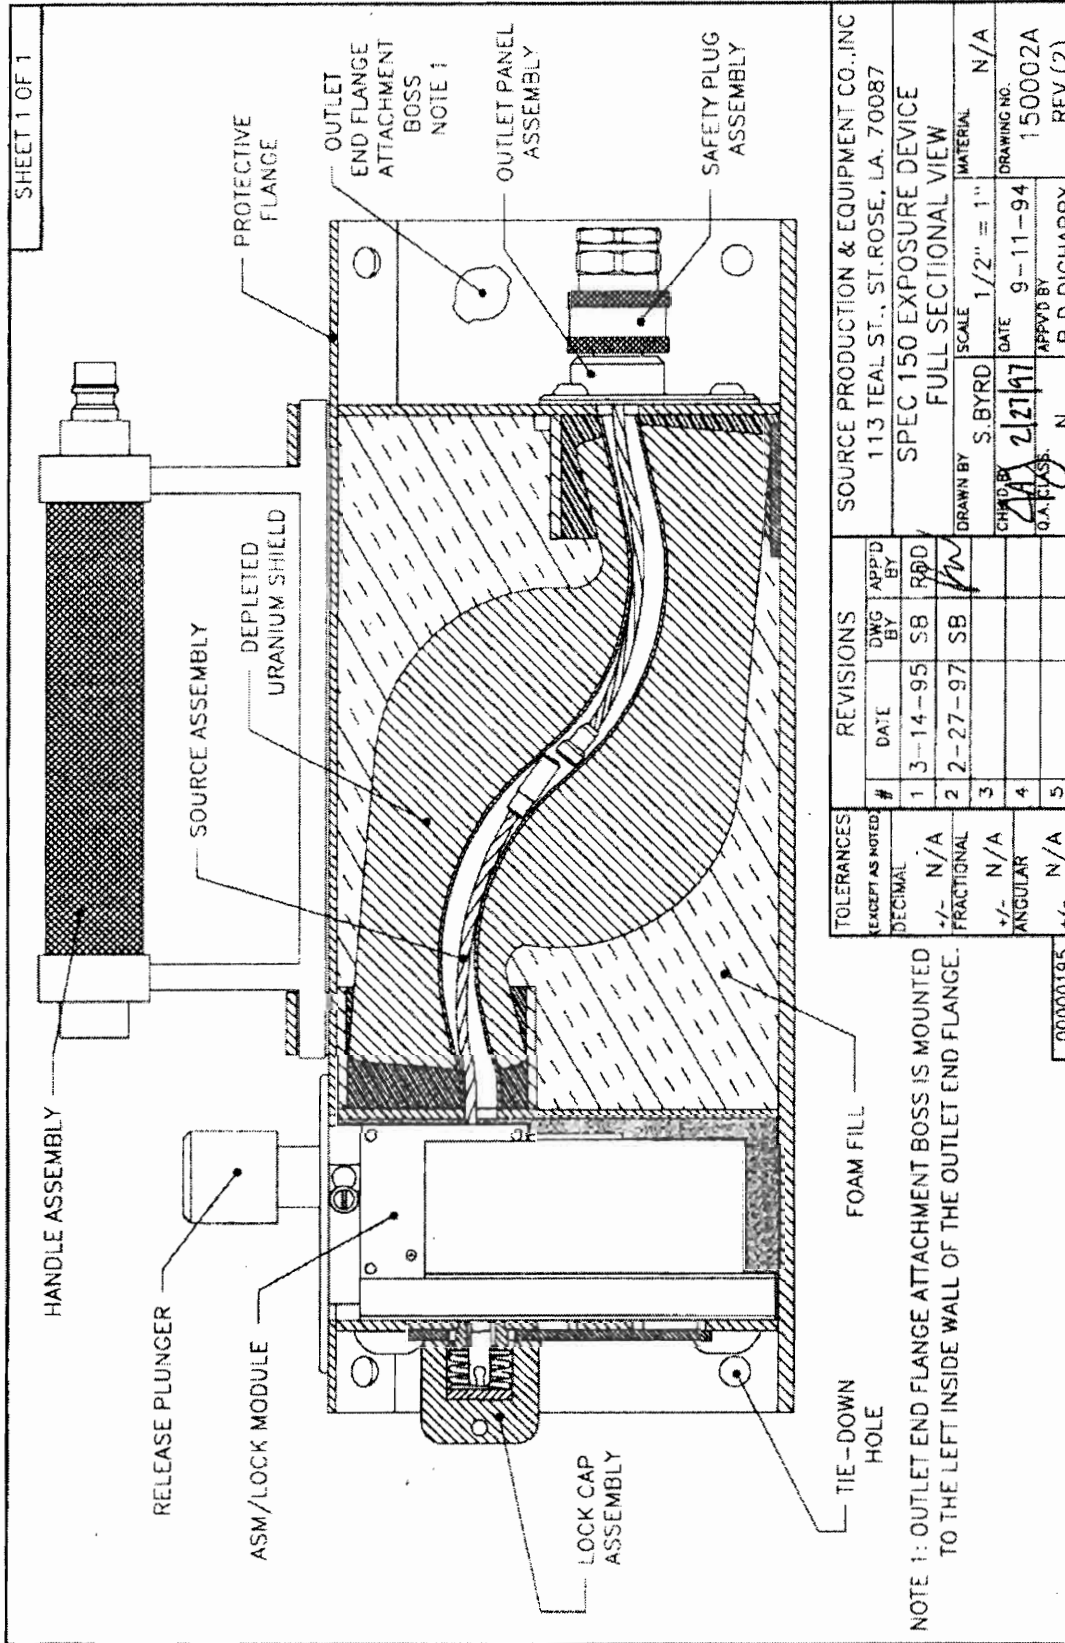 SHEET 1 OF 1
HANDLE ASSEMBLY
RELEASE PLUNGER
ASM/LOCK MODULE
SOURCE ASSEMBLY
DEPLETED
URANIUM SHIELD
PROTECTIVE
FLANGE
OUTLET
END FLANGE
ATTACHMENT
BOSS
NOTE 1
OUTLET PANEL
ASSEMBLY
SAFETY PLUG
ASSEMBLY
LOCK CAP
ASSEMBLY
TIE-DOWN
HOLE
FOAM FILL
NOTE 1: OUTLET END FLANGE ATTACHMENT BOSS IS MOUNTED
TO THE LEFT INSIDE WALL OF THE OUTLET END FLANGE.
00000195
TOLERANCES
(EXCEPT AS NOTED)
DECIMAL
+/- N/A
FRACTIONAL
+/- N/A
ANGULAR
+/- N/A
REVISIONS
# DATE DWG BY APP'D BY
1 3-14-95 SB RDD
2 2-27-97 SB
3
4
5
SOURCE PRODUCTION & EQUIPMENT CO.,INC
113 TEAL ST., ST.ROSE, LA. 70087
SPEC 150 EXPOSURE DEVICE
FULL SECTIONAL VIEW
DRAWN BY S.BYRD
SCALE 1/2" = 1"
MATERIAL N/A
CHK'D BY 2/27/97
DATE 9-11-94
DRAWING NO. 150002A
Q.A. CLASS. N
APPV'D BY R.D.DICHARRY
REV (2)